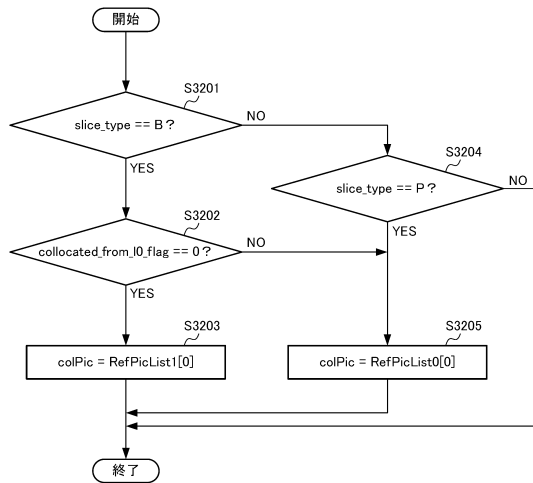 開始
S3201
slice_type == B?
NO
YES
S3204
slice_type == P?
NO
YES
S3202
collocated_from_l0_flag == 0?
NO
YES
S3203
colPic = RefPicList1[0]
S3205
colPic = RefPicList0[0]
終了